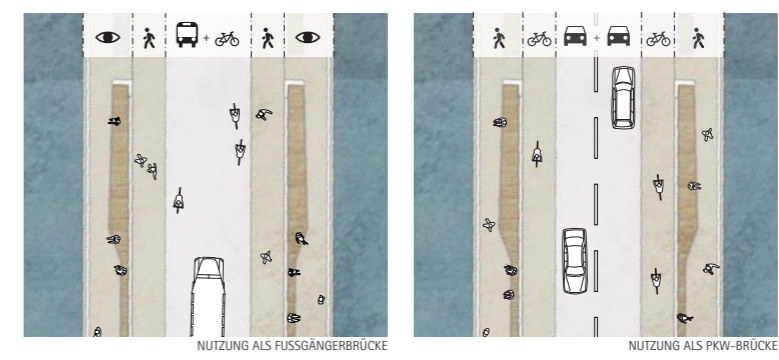 +
+
NUTZUNG ALS FUSSGÄNGERBRÜCKE
NUTZUNG ALS PKW-BRÜCKE